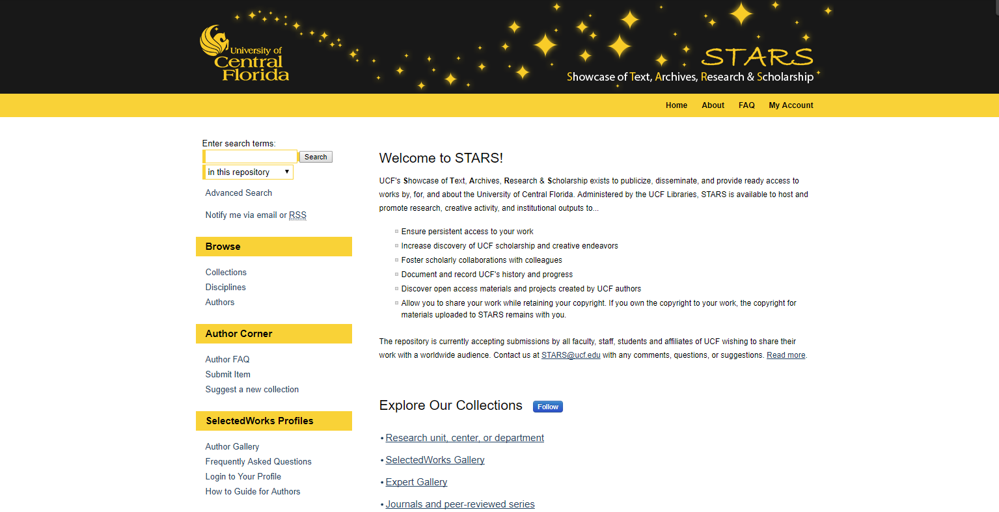 University of
Central
Florida
STARS
Showcase of Text, Archives, Research & Scholarship
Home About FAQ My Account
Enter search terms:
Search
in this repository
Advanced Search
Notify me via email or RSS
Browse
Collections
Disciplines
Authors
Author Corner
Author FAQ
Submit Item
Suggest a new collection
SelectedWorks Profiles
Author Gallery
Frequently Asked Questions
Login to Your Profile
How to Guide for Authors
Welcome to STARS!
UCF's Showcase of Text, Archives, Research & Scholarship exists to publicize, disseminate, and provide ready access to
works by, for, and about the University of Central Florida. Administered by the UCF Libraries, STARS is available to host and
promote research, creative activity, and institutional outputs to...
Ensure persistent access to your work
Increase discovery of UCF scholarship and creative endeavors
Foster scholarly collaborations with colleagues
Document and record UCF's history and progress
Discover open access materials and projects created by UCF authors
Allow you to share your work while retaining your copyright. If you own the copyright to your work, the copyright for
materials uploaded to STARS remains with you.
The repository is currently accepting submissions by all faculty, staff, students and affiliates of UCF wishing to share their
work with a worldwide audience. Contact us at STARS@ucf.edu with any comments, questions, or suggestions. Read more.
Explore Our Collections Follow
• Research unit, center, or department
• SelectedWorks Gallery
• Expert Gallery
• Journals and peer-reviewed series